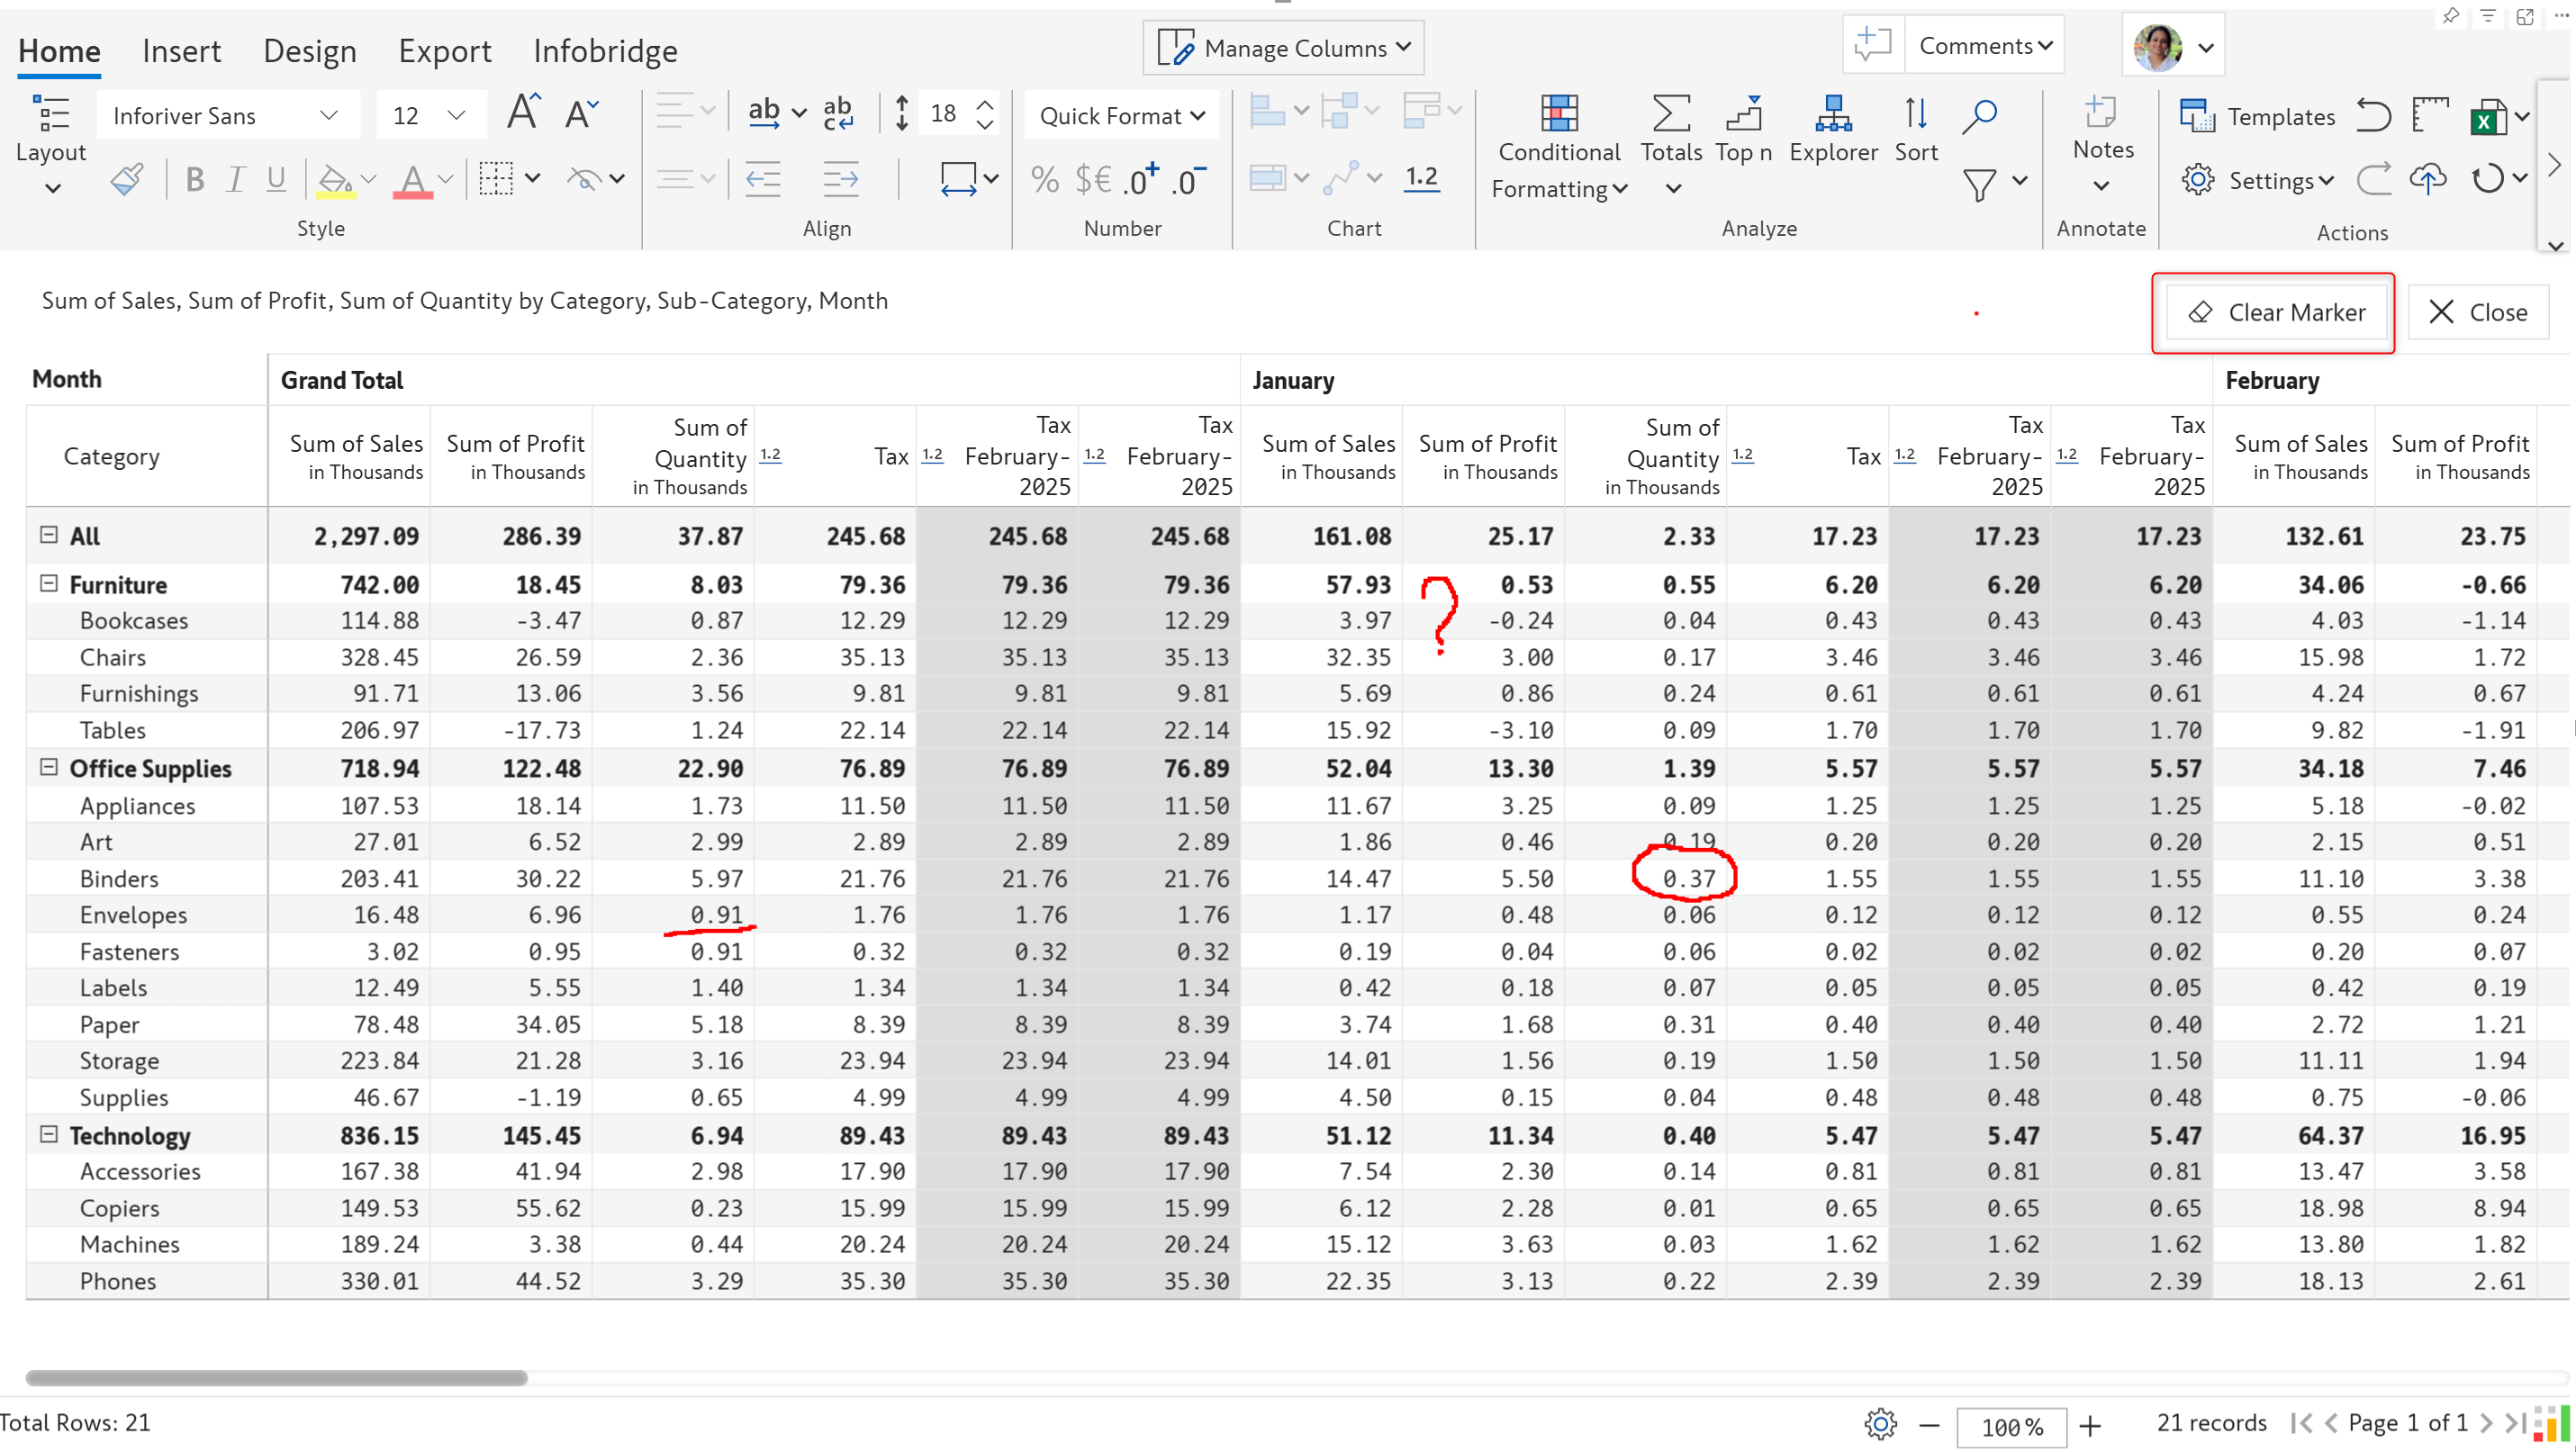 Home Insert Design Export Infobridge Manage Columns Comments
Inforiver Sans 12 18 Quick Format Templates
Layout Conditional Formatting Totals Top n Explorer Sort Notes Settings
B I U % $€ .0+ .0- 1.2
Style Align Number Chart Analyze Annotate Actions
Sum of Sales, Sum of Profit, Sum of Quantity by Category, Sub-Category, Month Clear Marker Close
Month Grand Total January February
Category Sum of Sales in Thousands Sum of Profit in Thousands Sum of Quantity in Thousands 1.2 Tax 1.2 Tax February-2025 1.2 Tax February-2025 Sum of Sales in Thousands Sum of Profit in Thousands Sum of Quantity in Thousands 1.2 Tax 1.2 Tax February-2025 1.2 Tax February-2025 Sum of Sales in Thousands Sum of Profit in Thousands
All 2,297.09 286.39 37.87 245.68 245.68 245.68 161.08 25.17 2.33 17.23 17.23 17.23 132.61 23.75
Furniture 742.00 18.45 8.03 79.36 79.36 79.36 57.93 ? 0.53 0.55 6.20 6.20 6.20 34.06 -0.66
Bookcases 114.88 -3.47 0.87 12.29 12.29 12.29 3.97 -0.24 0.04 0.43 0.43 0.43 4.03 -1.14
Chairs 328.45 26.59 2.36 35.13 35.13 35.13 32.35 3.00 0.17 3.46 3.46 3.46 15.98 1.72
Furnishings 91.71 13.06 3.56 9.81 9.81 9.81 5.69 0.86 0.24 0.61 0.61 0.61 4.24 0.67
Tables 206.97 -17.73 1.24 22.14 22.14 22.14 15.92 -3.10 0.09 1.70 1.70 1.70 9.82 -1.91
Office Supplies 718.94 122.48 22.90 76.89 76.89 76.89 52.04 13.30 1.39 5.57 5.57 5.57 34.18 7.46
Appliances 107.53 18.14 1.73 11.50 11.50 11.50 11.67 3.25 0.09 1.25 1.25 1.25 5.18 -0.02
Art 27.01 6.52 2.99 2.89 2.89 2.89 1.86 0.46 0.19 0.20 0.20 0.20 2.15 0.51
Binders 203.41 30.22 5.97 21.76 21.76 21.76 14.47 5.50 0.37 1.55 1.55 1.55 11.10 3.38
Envelopes 16.48 6.96 0.91 1.76 1.76 1.76 1.17 0.48 0.06 0.12 0.12 0.12 0.55 0.24
Fasteners 3.02 0.95 0.91 0.32 0.32 0.32 0.19 0.04 0.06 0.02 0.02 0.02 0.20 0.07
Labels 12.49 5.55 1.40 1.34 1.34 1.34 0.42 0.18 0.07 0.05 0.05 0.05 0.42 0.19
Paper 78.48 34.05 5.18 8.39 8.39 8.39 3.74 1.68 0.31 0.40 0.40 0.40 2.72 1.21
Storage 223.84 21.28 3.16 23.94 23.94 23.94 14.01 1.56 0.19 1.50 1.50 1.50 11.11 1.94
Supplies 46.67 -1.19 0.65 4.99 4.99 4.99 4.50 0.15 0.04 0.48 0.48 0.48 0.75 -0.06
Technology 836.15 145.45 6.94 89.43 89.43 89.43 51.12 11.34 0.40 5.47 5.47 5.47 64.37 16.95
Accessories 167.38 41.94 2.98 17.90 17.90 17.90 7.54 2.30 0.14 0.81 0.81 0.81 13.47 3.58
Copiers 149.53 55.62 0.23 15.99 15.99 15.99 6.12 2.28 0.01 0.65 0.65 0.65 18.98 8.94
Machines 189.24 3.38 0.44 20.24 20.24 20.24 15.12 3.63 0.03 1.62 1.62 1.62 13.80 1.82
Phones 330.01 44.52 3.29 35.30 35.30 35.30 22.35 3.13 0.22 2.39 2.39 2.39 18.13 2.61
Total Rows: 21 100% 21 records Page 1 of 1